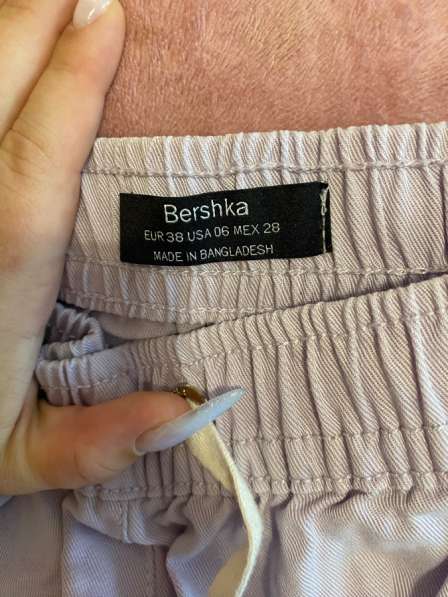 Bershka
EUR 38 USA 06 MEX 28
MADE IN BANGLADESH